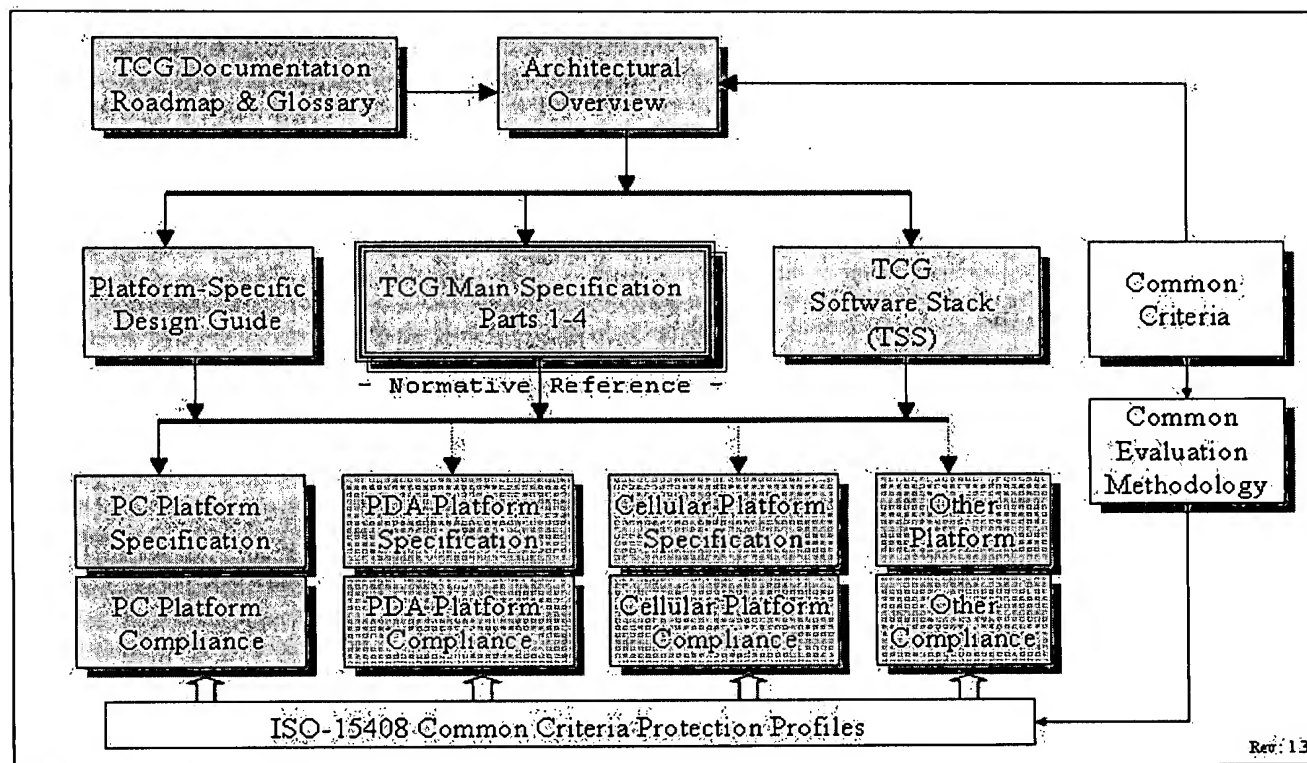 TCG Documentation
Roadmap & Glossary
Architectural
Overview
Platform-Specific
Design Guide
TCG Main Specification
Parts 1-4
TCG
Software Stack
(TSS)
Common
Criteria
- Normative Reference -
Common
Evaluation
Methodology
PC Platform
Specification
PDA Platform
Specification
Cellular Platform
Specification
Other
Platform
PC Platform
Compliance
PDA Platform
Compliance
Cellular Platform
Compliance
Other
Compliance
ISO-15408 Common Criteria Protection Profiles
Rev: 1.3